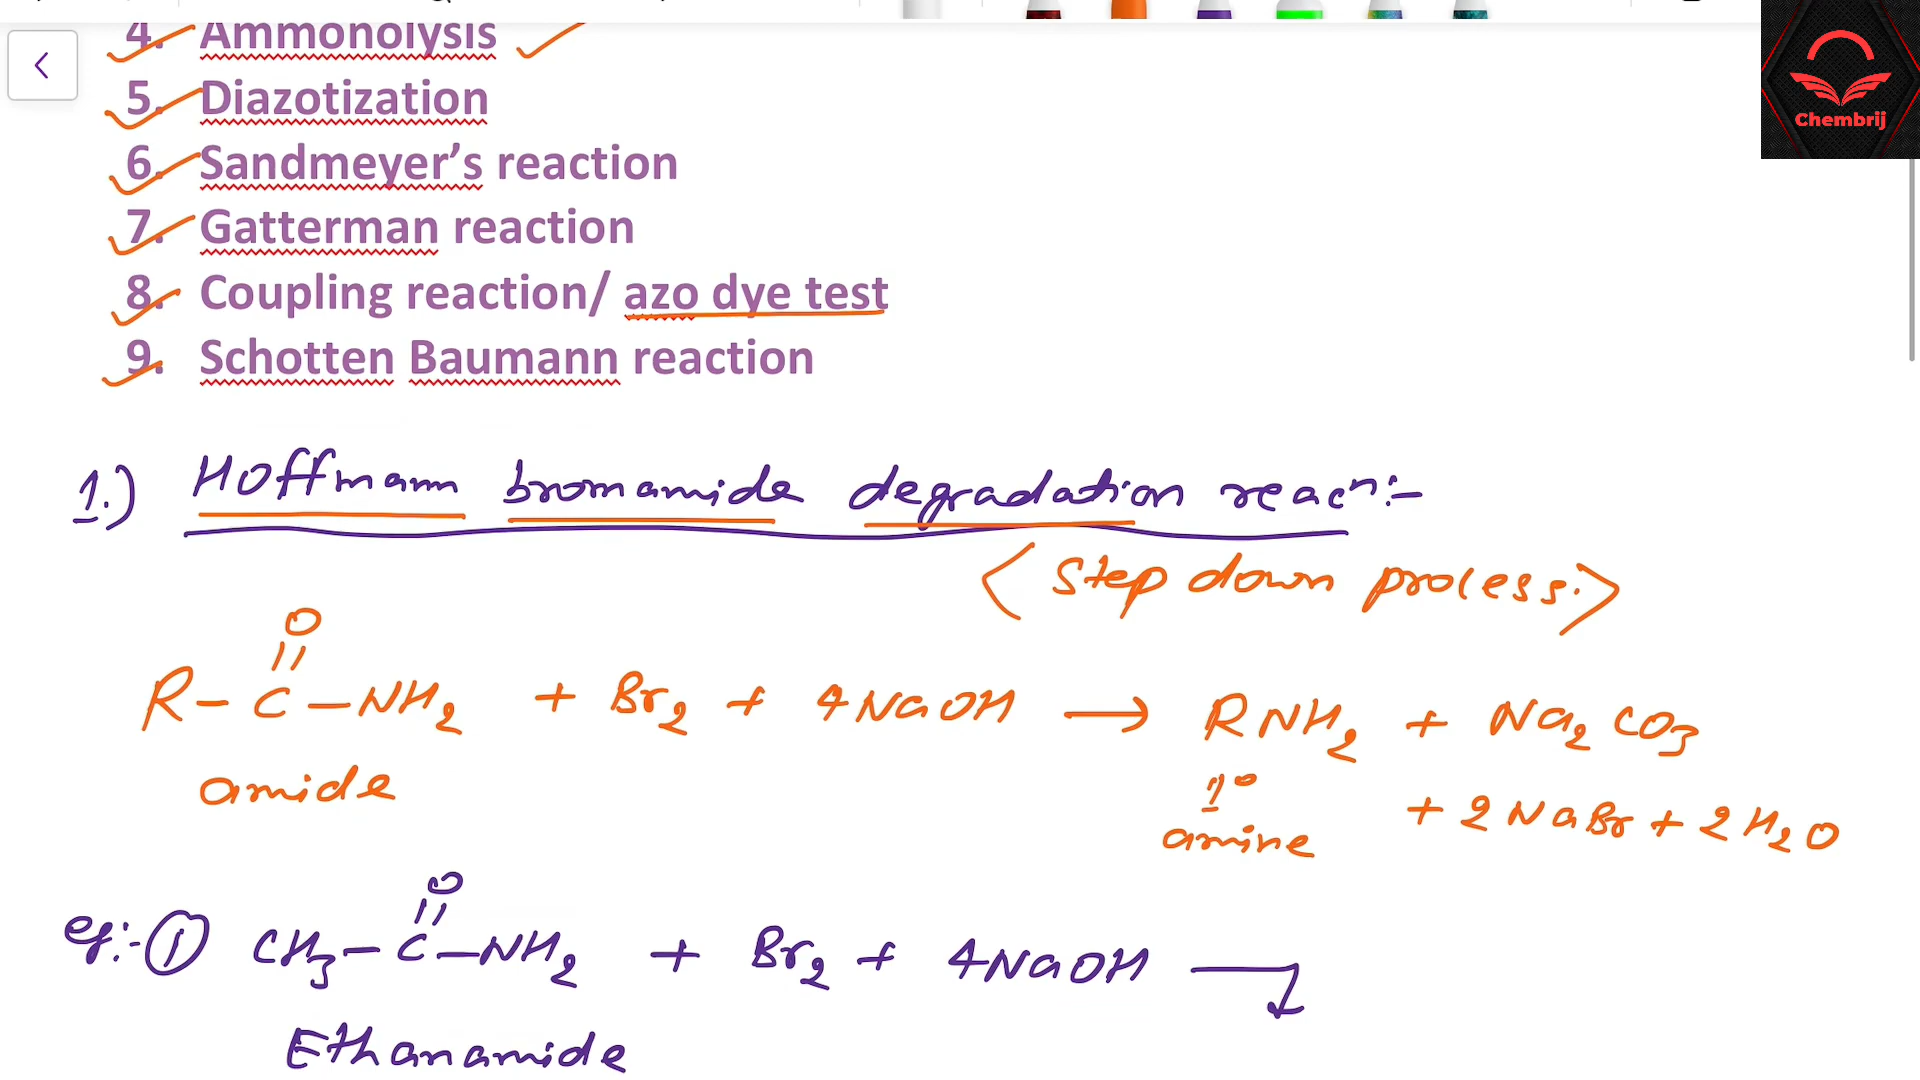 4. Ammonolysis
5. Diazotization
6. Sandmeyer’s reaction
7. Gatterman reaction
8. Coupling reaction/ azo dye test
9. Schotten Baumann reaction
Chembrij
1.) Hoffmann bromamide degradation reacⁿ:-
(Step down process.)
O
R - C - NH₂ + Br₂ + 4NaOH → RNH₂ + Na₂CO₃
amide
1° amine
+ 2NaBr + 2H₂O
O
eg:- ① CH₃ - C - NH₂ + Br₂ + 4NaOH →
Ethanamide